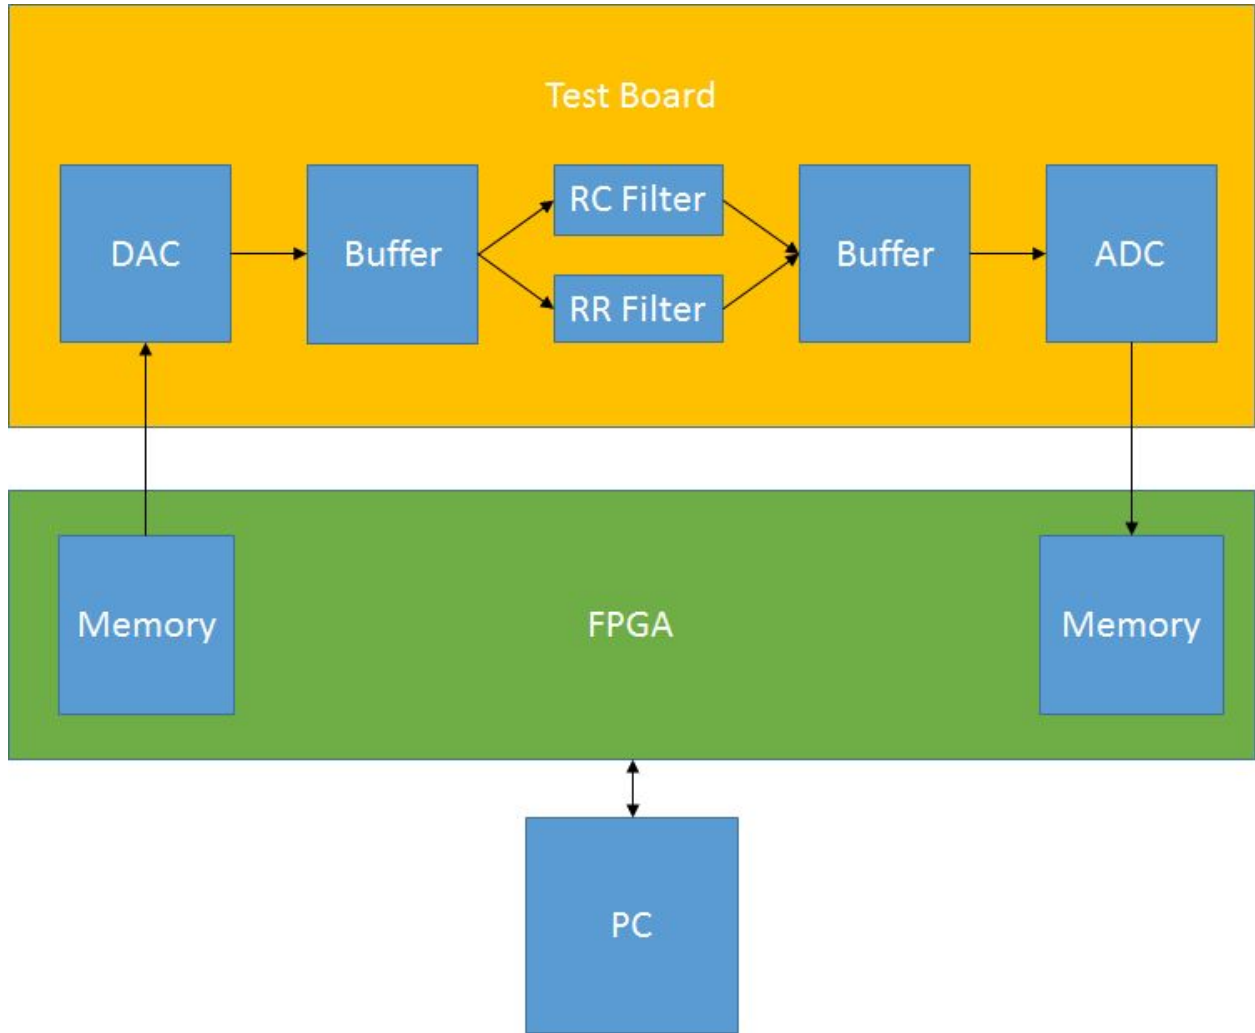 Test Board
DAC
Buffer
RC Filter
RR Filter
Buffer
ADC
Memory
FPGA
Memory
PC